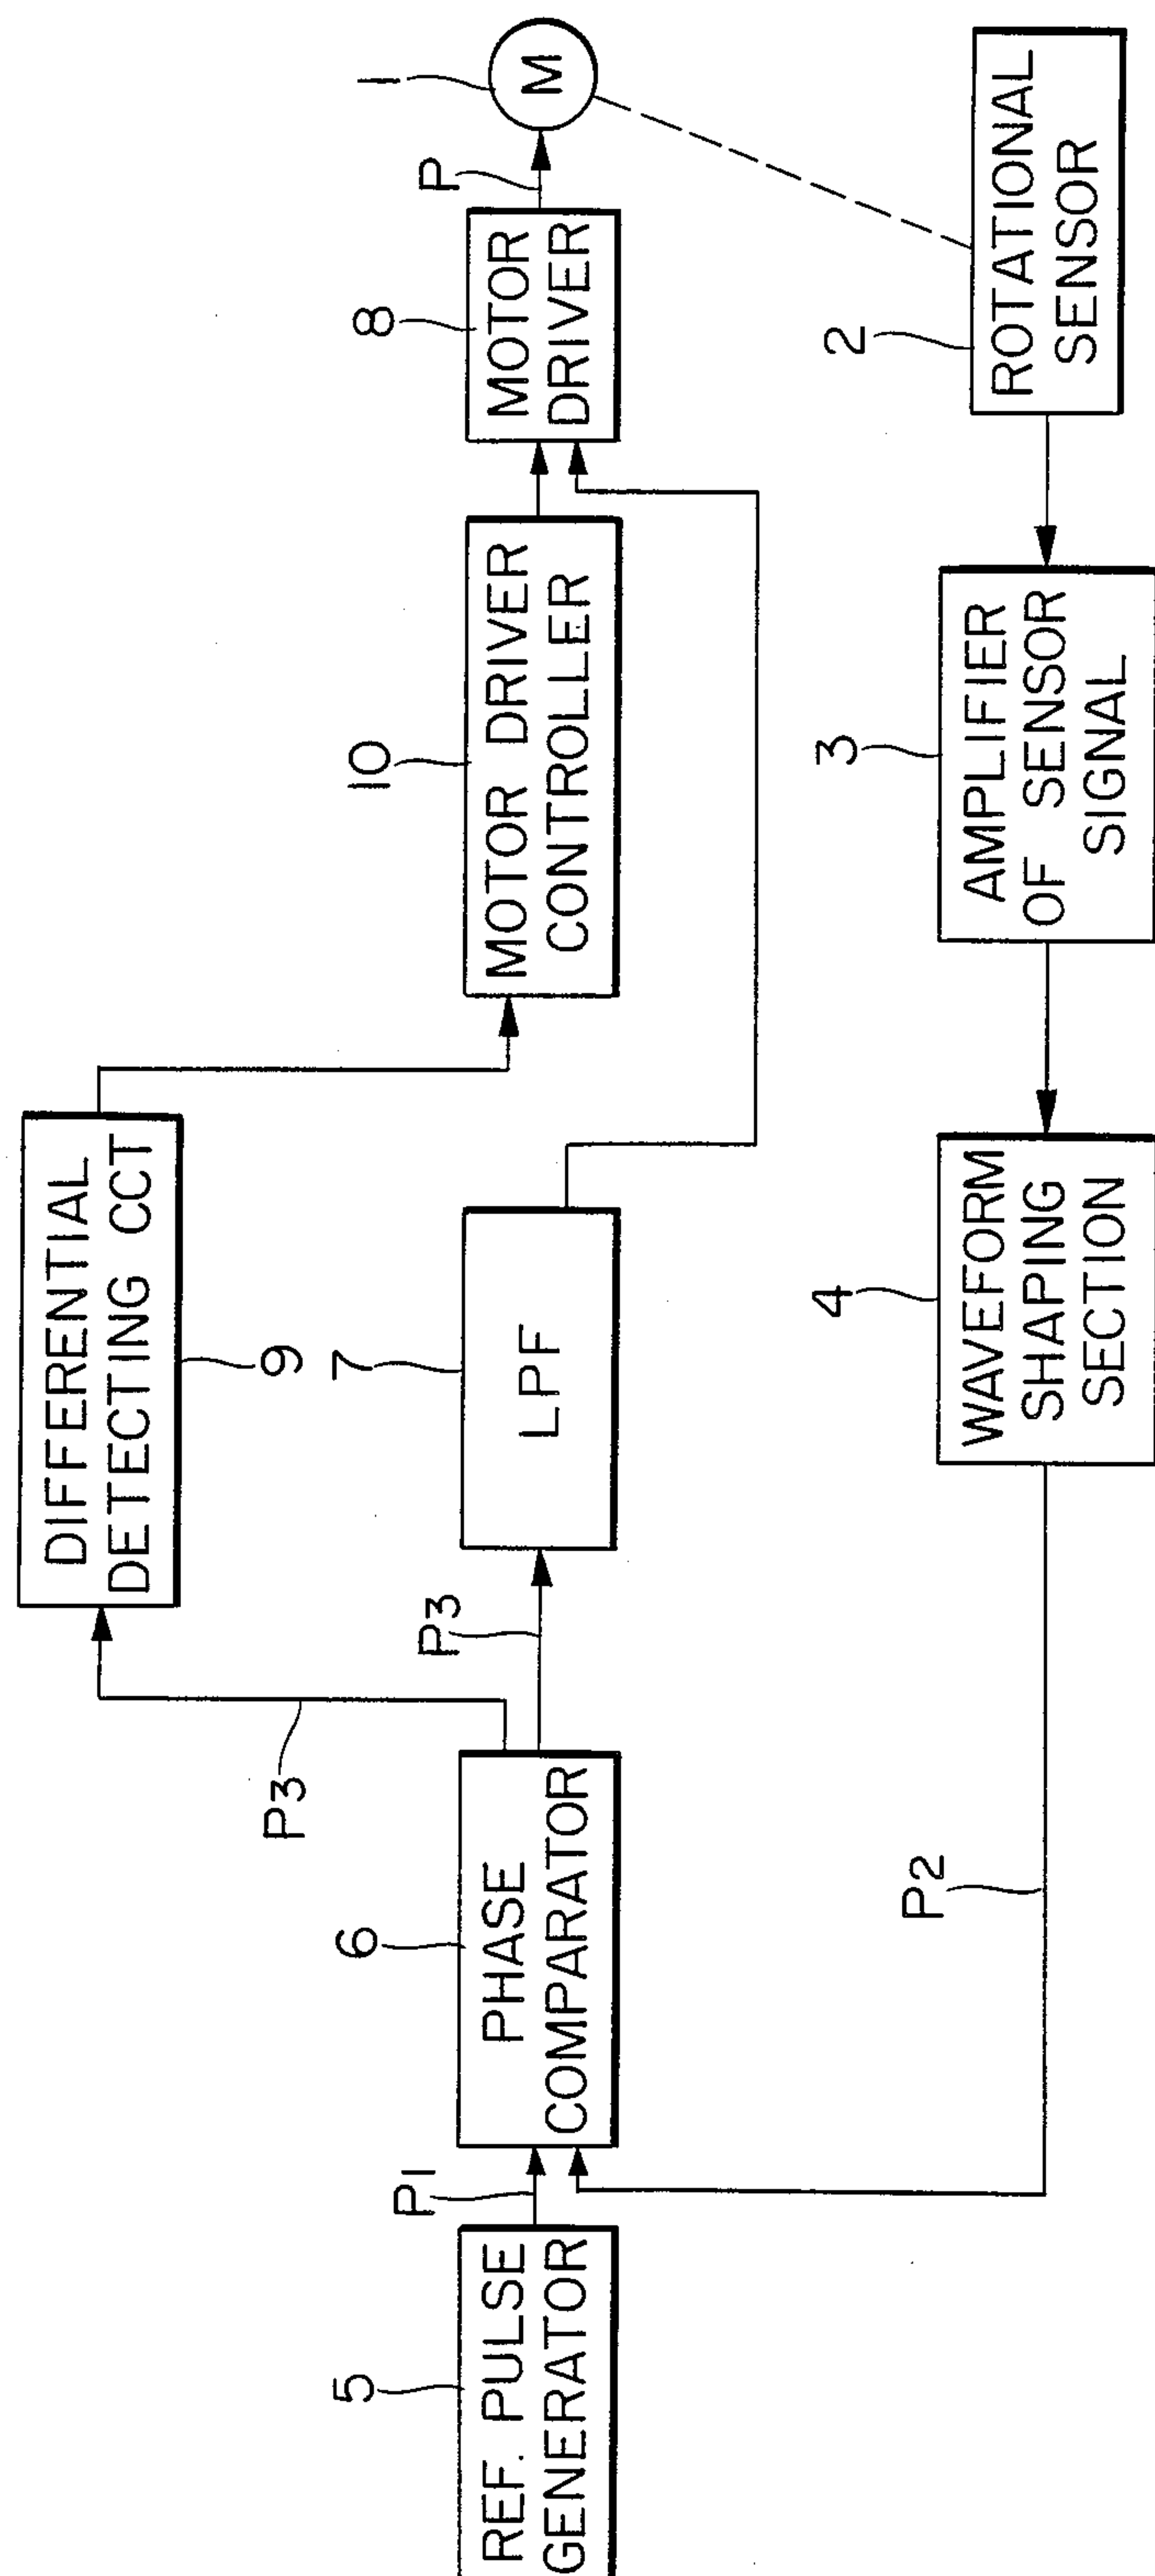 DIFFERENTIAL
DETECTING CCT
9
P3
5
REF. PULSE
GENERATOR
P1
6
PHASE
COMPARATOR
P3
7
LPF
10
MOTOR DRIVER
CONTROLLER
8
MOTOR
DRIVER
P
1
M
P2
4
WAVEFORM
SHAPING
SECTION
3
AMPLIFIER
OF SENSOR
SIGNAL
2
ROTATIONAL
SENSOR